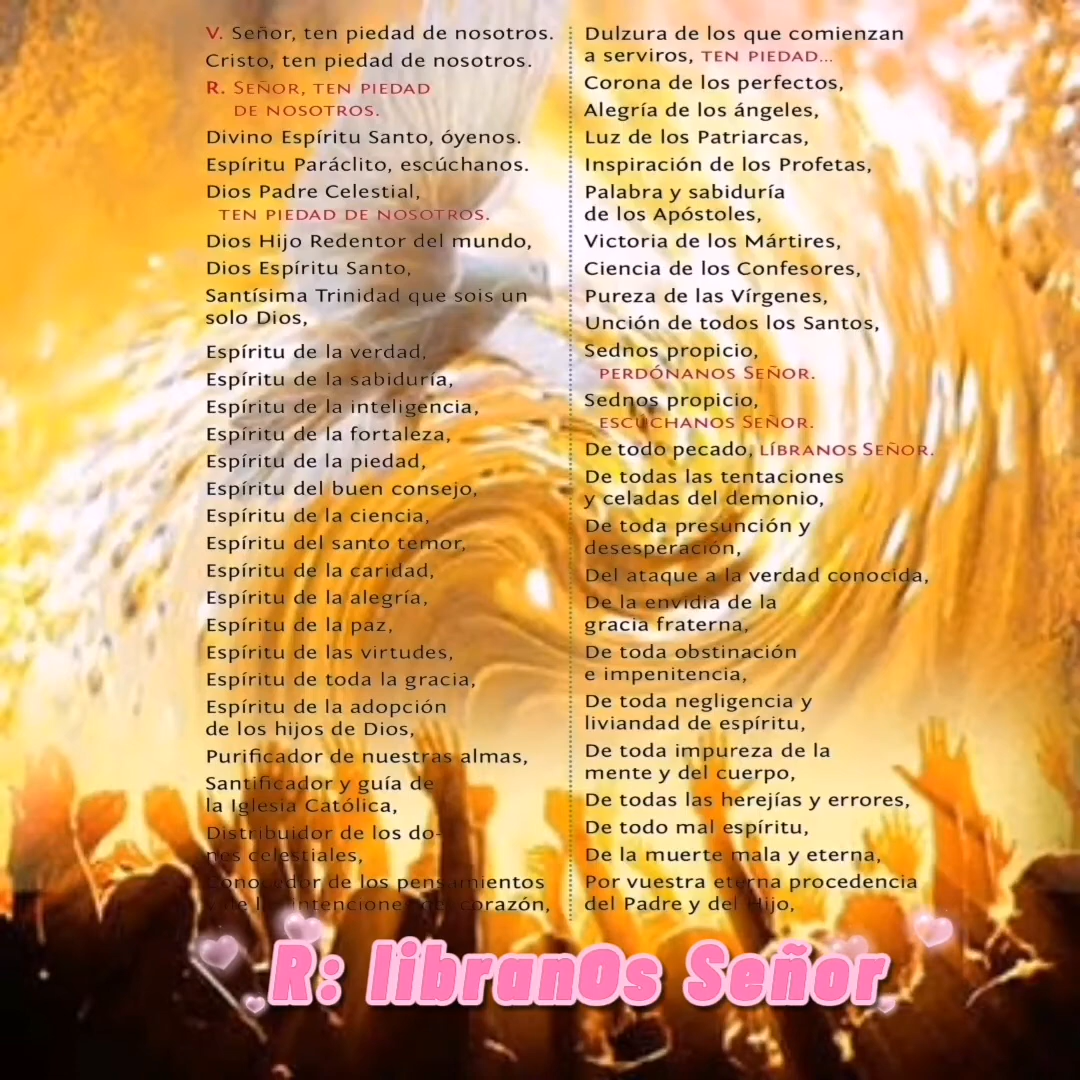 V. Señor, ten piedad de nosotros.
Cristo, ten piedad de nosotros.
R. SEÑOR, TEN PIEDAD
DE NOSOTROS.
Divino Espíritu Santo, óyenos.
Espíritu Paráclito, escúchanos.
Dios Padre Celestial,
TEN PIEDAD DE NOSOTROS.
Dios Hijo Redentor del mundo,
Dios Espíritu Santo,
Santísima Trinidad que sois un
solo Dios,
Espíritu de la verdad,
Espíritu de la sabiduría,
Espíritu de la inteligencia,
Espíritu de la fortaleza,
Espíritu de la piedad,
Espíritu del buen consejo,
Espíritu de la ciencia,
Espíritu del santo temor,
Espíritu de la caridad,
Espíritu de la alegría,
Espíritu de la paz,
Espíritu de las virtudes,
Espíritu de toda la gracia,
Espíritu de la adopción
de los hijos de Dios,
Purificador de nuestras almas,
Santificador y guía de
la Iglesia Católica,
Distribuidor de los do-
nes celestiales,
Conocedor de los pensamientos
y de las intenciones del corazón,
Dulzura de los que comienzan
a serviros, TEN PIEDAD...
Corona de los perfectos,
Alegría de los ángeles,
Luz de los Patriarcas,
Inspiración de los Profetas,
Palabra y sabiduría
de los Apóstoles,
Victoria de los Mártires,
Ciencia de los Confesores,
Pureza de las Vírgenes,
Unción de todos los Santos,
Sednos propicio,
PERDÓNANOS SEÑOR.
Sednos propicio,
ESCÚCHANOS SEÑOR.
De todo pecado, LÍBRANOS SEÑOR.
De todas las tentaciones
y celadas del demonio,
De toda presunción y
desesperación,
Del ataque a la verdad conocida,
De la envidia de la
gracia fraterna,
De toda obstinación
e impenitencia,
De toda negligencia y
liviandad de espíritu,
De toda impureza de la
mente y del cuerpo,
De todas las herejías y errores,
De todo mal espíritu,
De la muerte mala y eterna,
Por vuestra eterna procedencia
del Padre y del Hijo,
R: libranOs Señor